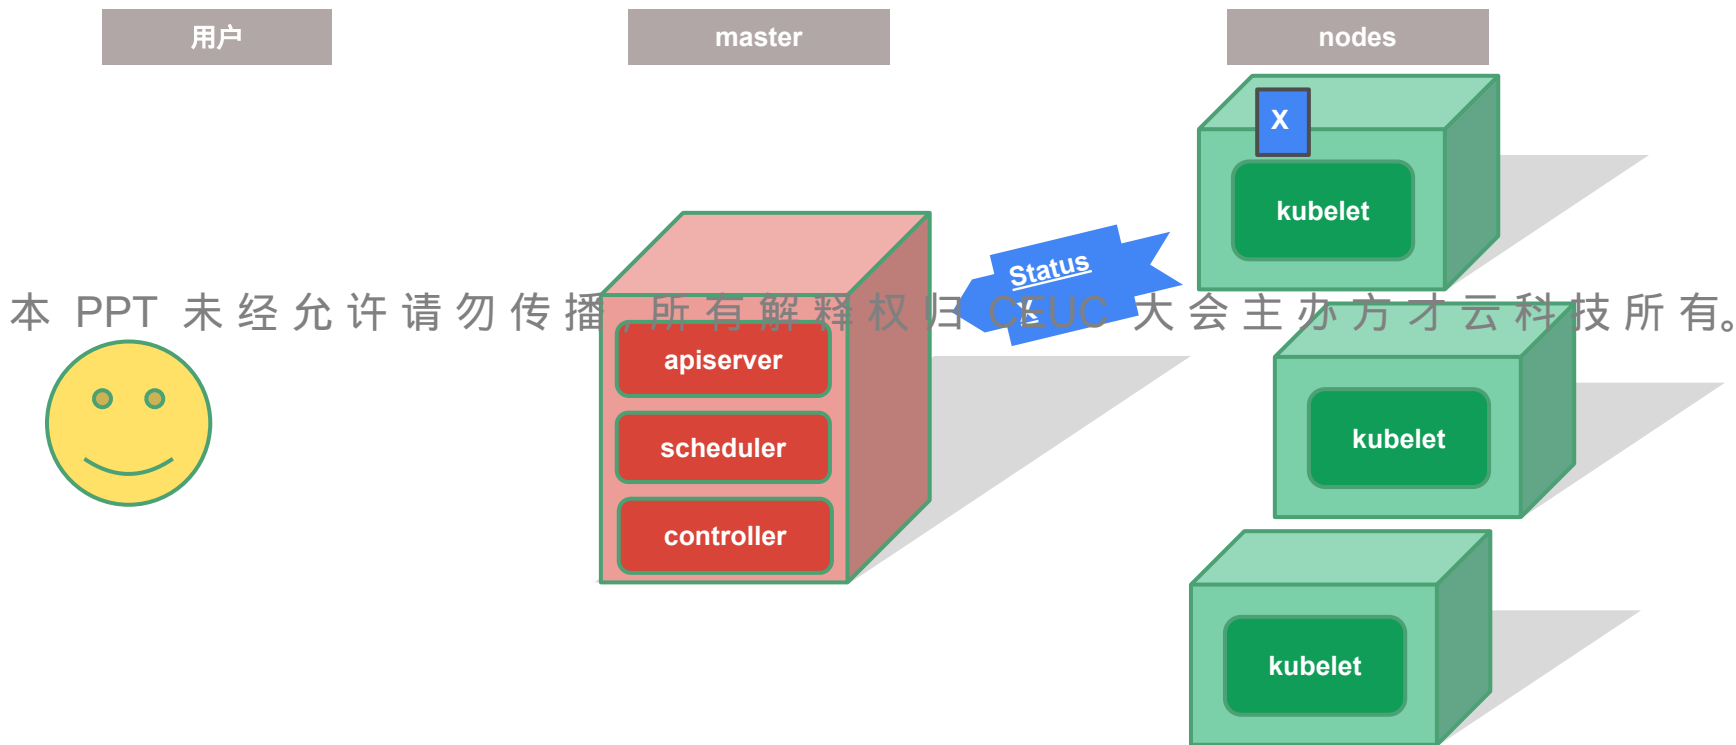 用户
master
nodes
X
kubelet
Status
本 PPT 未经允许请勿传播，所有解释权归 CEUC 大会主办方才云科技所有。
apiserver
kubelet
scheduler
controller
kubelet